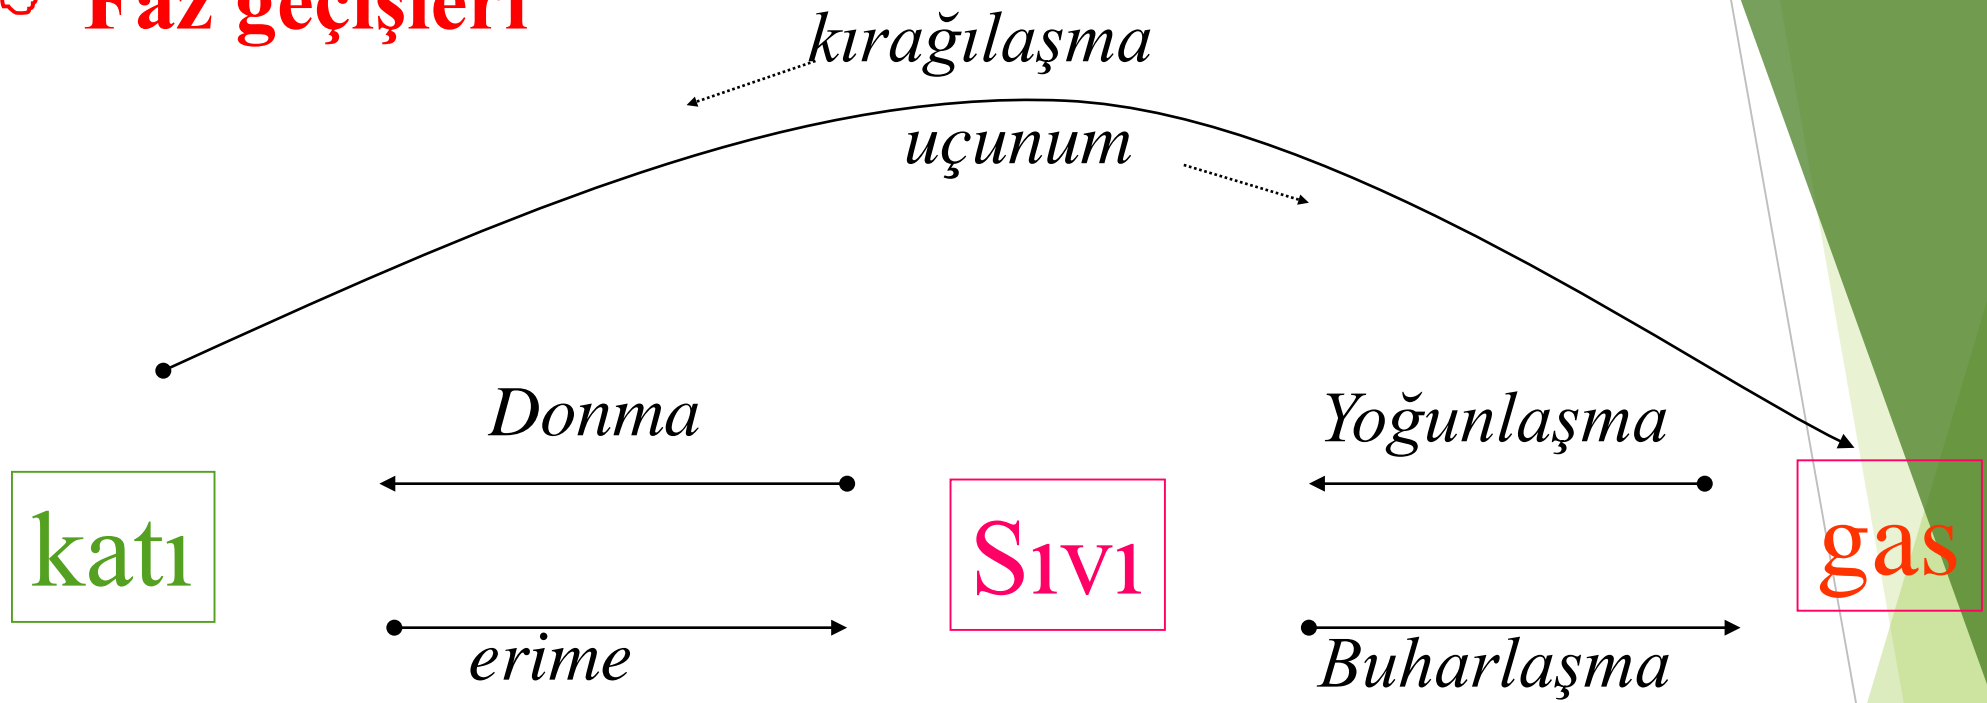 Faz geçişleri
kırağılaşma
uçunum
Donma
Yoğunlaşma
katı
Sıvı
gas
erime
Buharlaşma